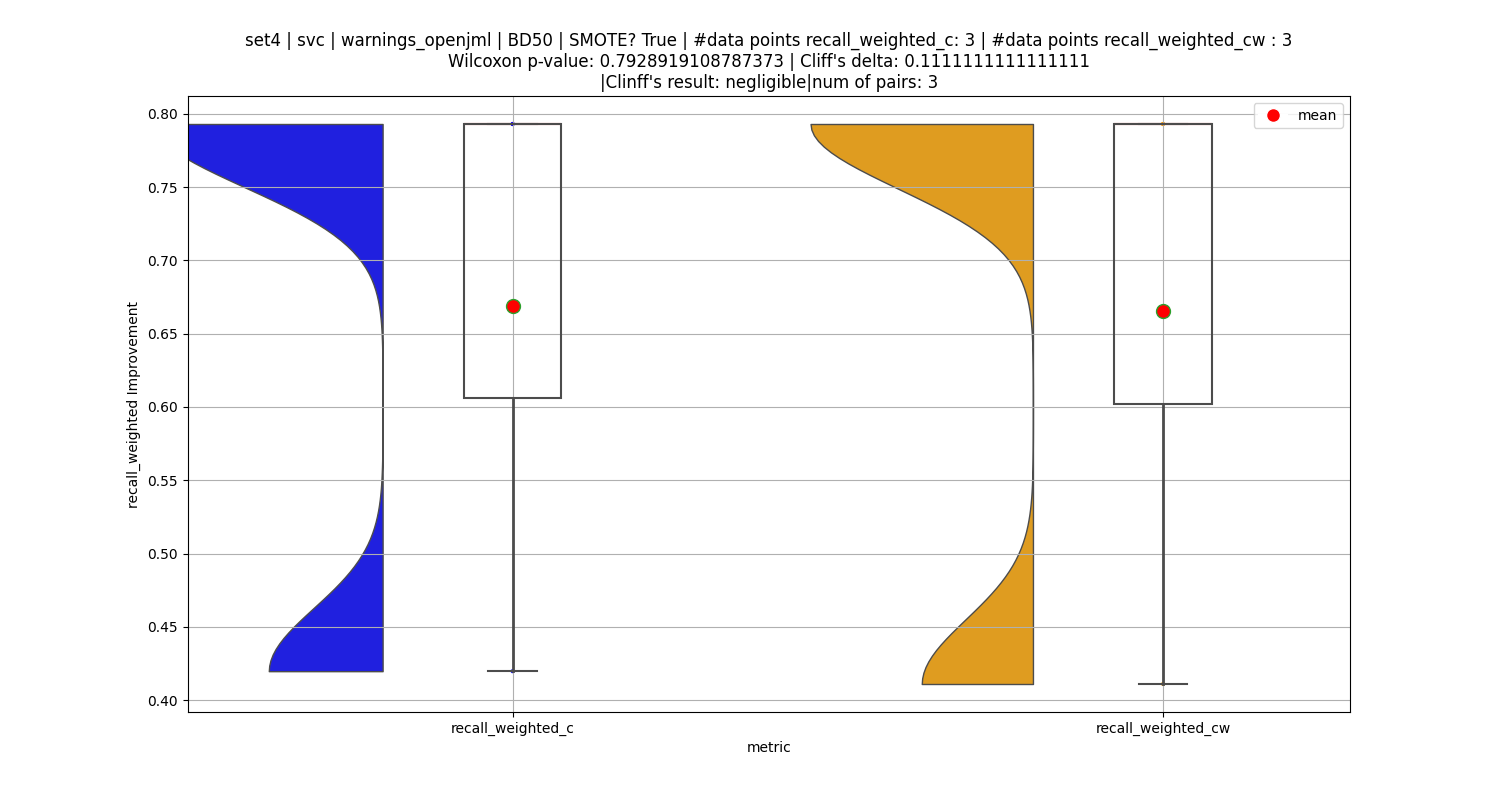 set4 | svc | warnings_openjml | BD50 | SMOTE? True | #data points recall_weighted_c: 3 | #data points recall_weighted_cw : 3
Wilcoxon p-value: 0.7928919108787373 | Cliff's delta: 0.1111111111111111
|Clinff's result: negligible|num of pairs: 3
mean
0.80
0.75
0.70
0.65
0.60
0.55
0.50
0.45
0.40
recall_weighted Improvement
recall_weighted_c
recall_weighted_cw
metric